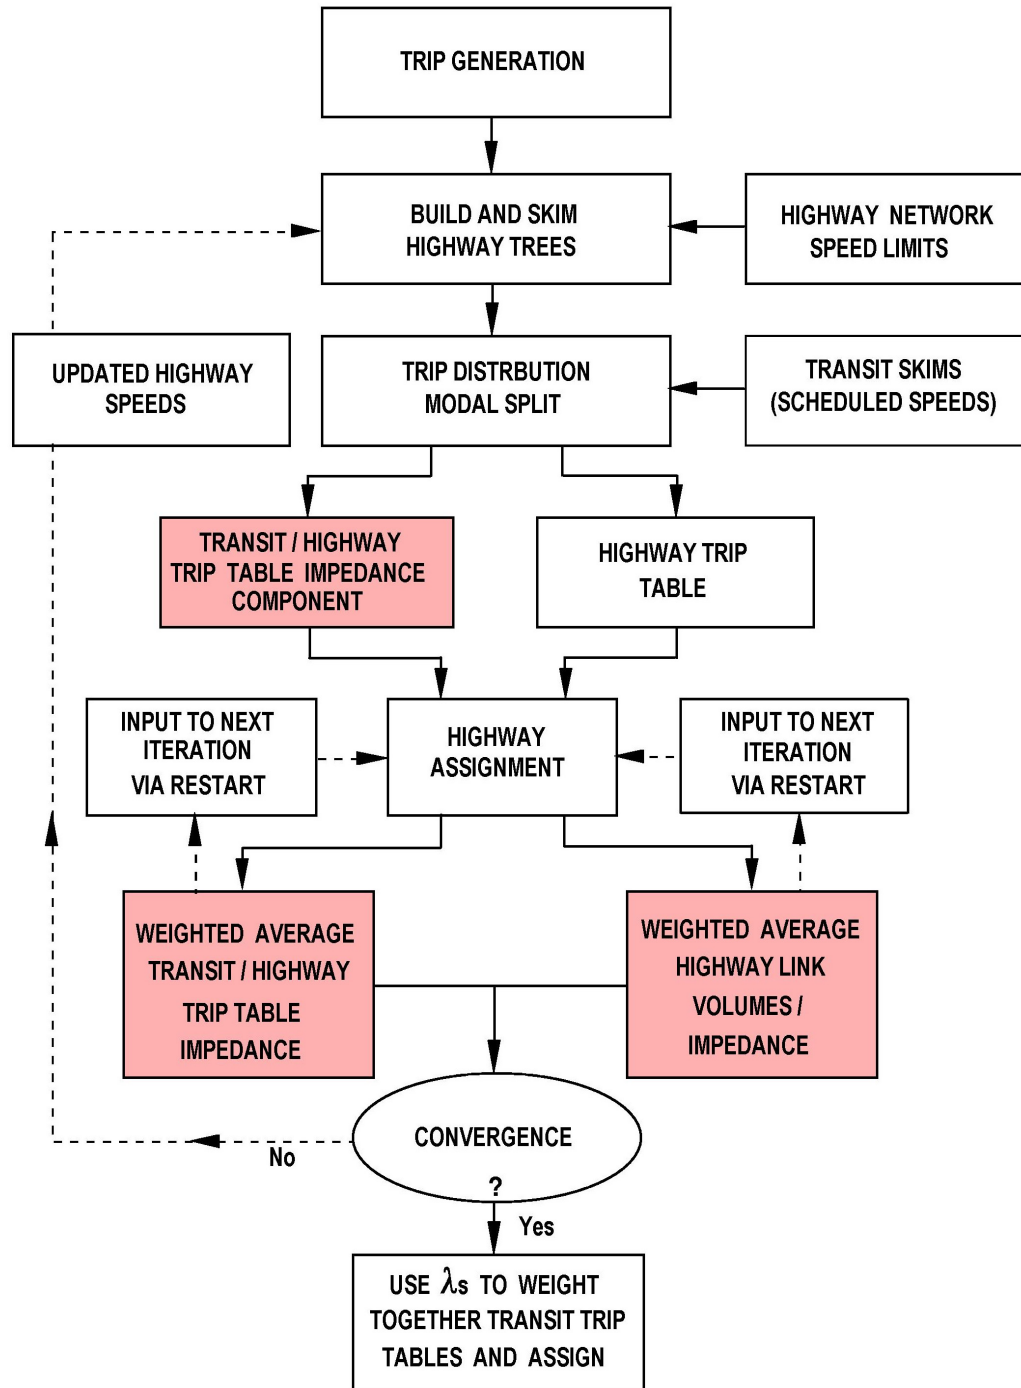 TRIP GENERATION
BUILD AND SKIM
HIGHWAY TREES
HIGHWAY NETWORK
SPEED LIMITS
UPDATED HIGHWAY
SPEEDS
TRIP DISTRBUTION
MODAL SPLIT
TRANSIT SKIMS
(SCHEDULED SPEEDS)
TRANSIT / HIGHWAY
TRIP TABLE IMPEDANCE
COMPONENT
HIGHWAY TRIP
TABLE
INPUT TO NEXT
ITERATION
VIA RESTART
HIGHWAY
ASSIGNMENT
INPUT TO NEXT
ITERATION
VIA RESTART
WEIGHTED AVERAGE
TRANSIT / HIGHWAY
TRIP TABLE
IMPEDANCE
WEIGHTED AVERAGE
HIGHWAY LINK
VOLUMES /
IMPEDANCE
CONVERGENCE
?
No
Yes
USE λs TO WEIGHT
TOGETHER TRANSIT TRIP
TABLES AND ASSIGN